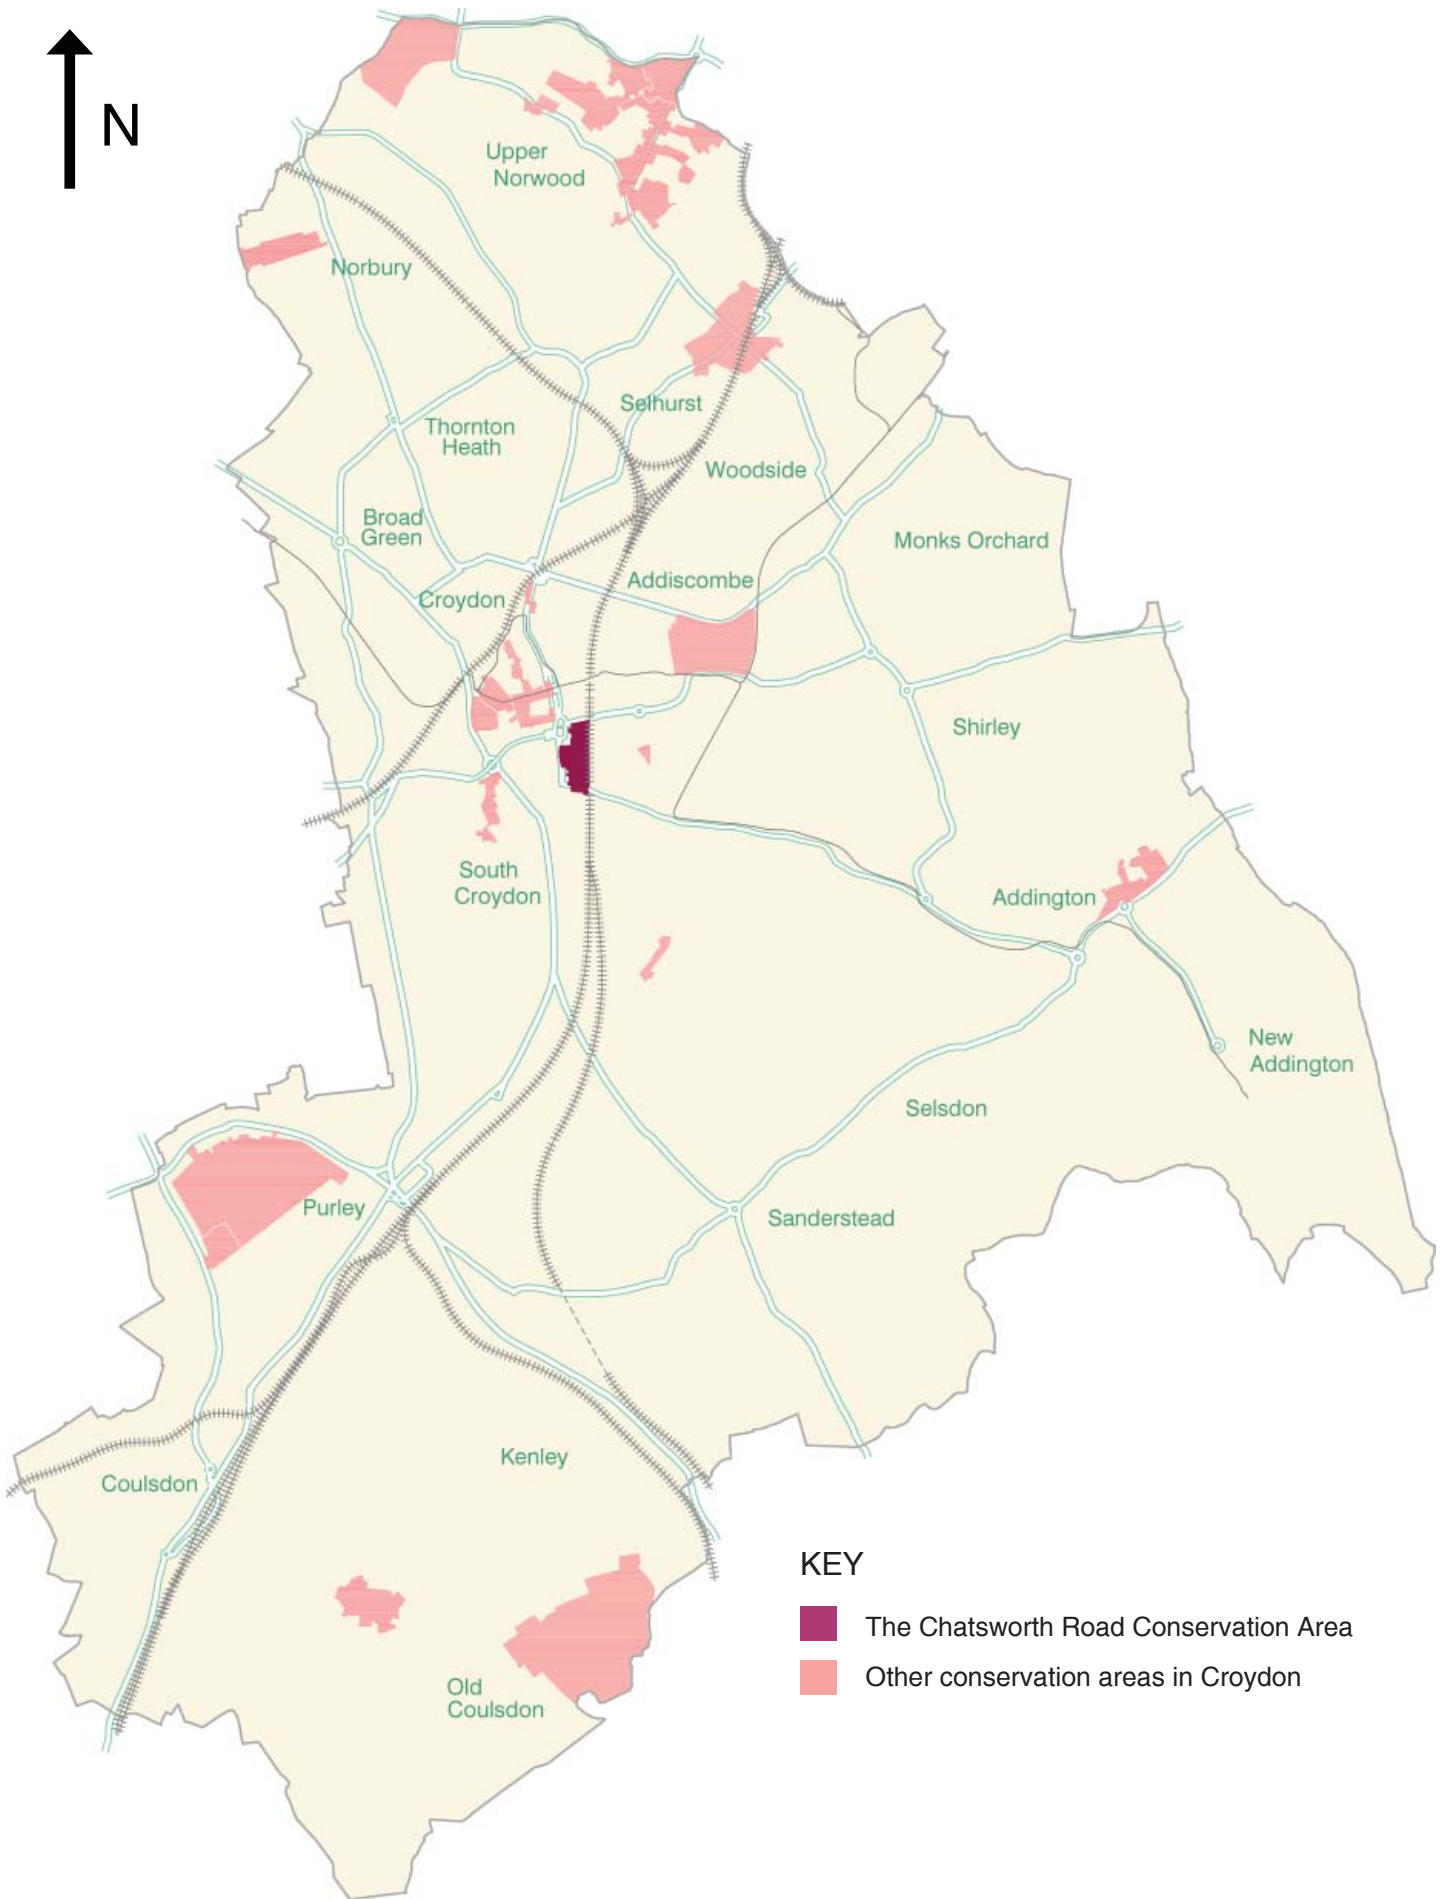 N
Upper
Norwood
Norbury
Selhurst
Thornton
Heath
Woodside
Broad
Green
Monks Orchard
Addiscombe
Croydon
Shirley
South
Croydon
Addington
New
Addington
Selsdon
Purley
Sanderstead
Kenley
Coulsdon
Old
Coulsdon
KEY
The Chatsworth Road Conservation Area
Other conservation areas in Croydon